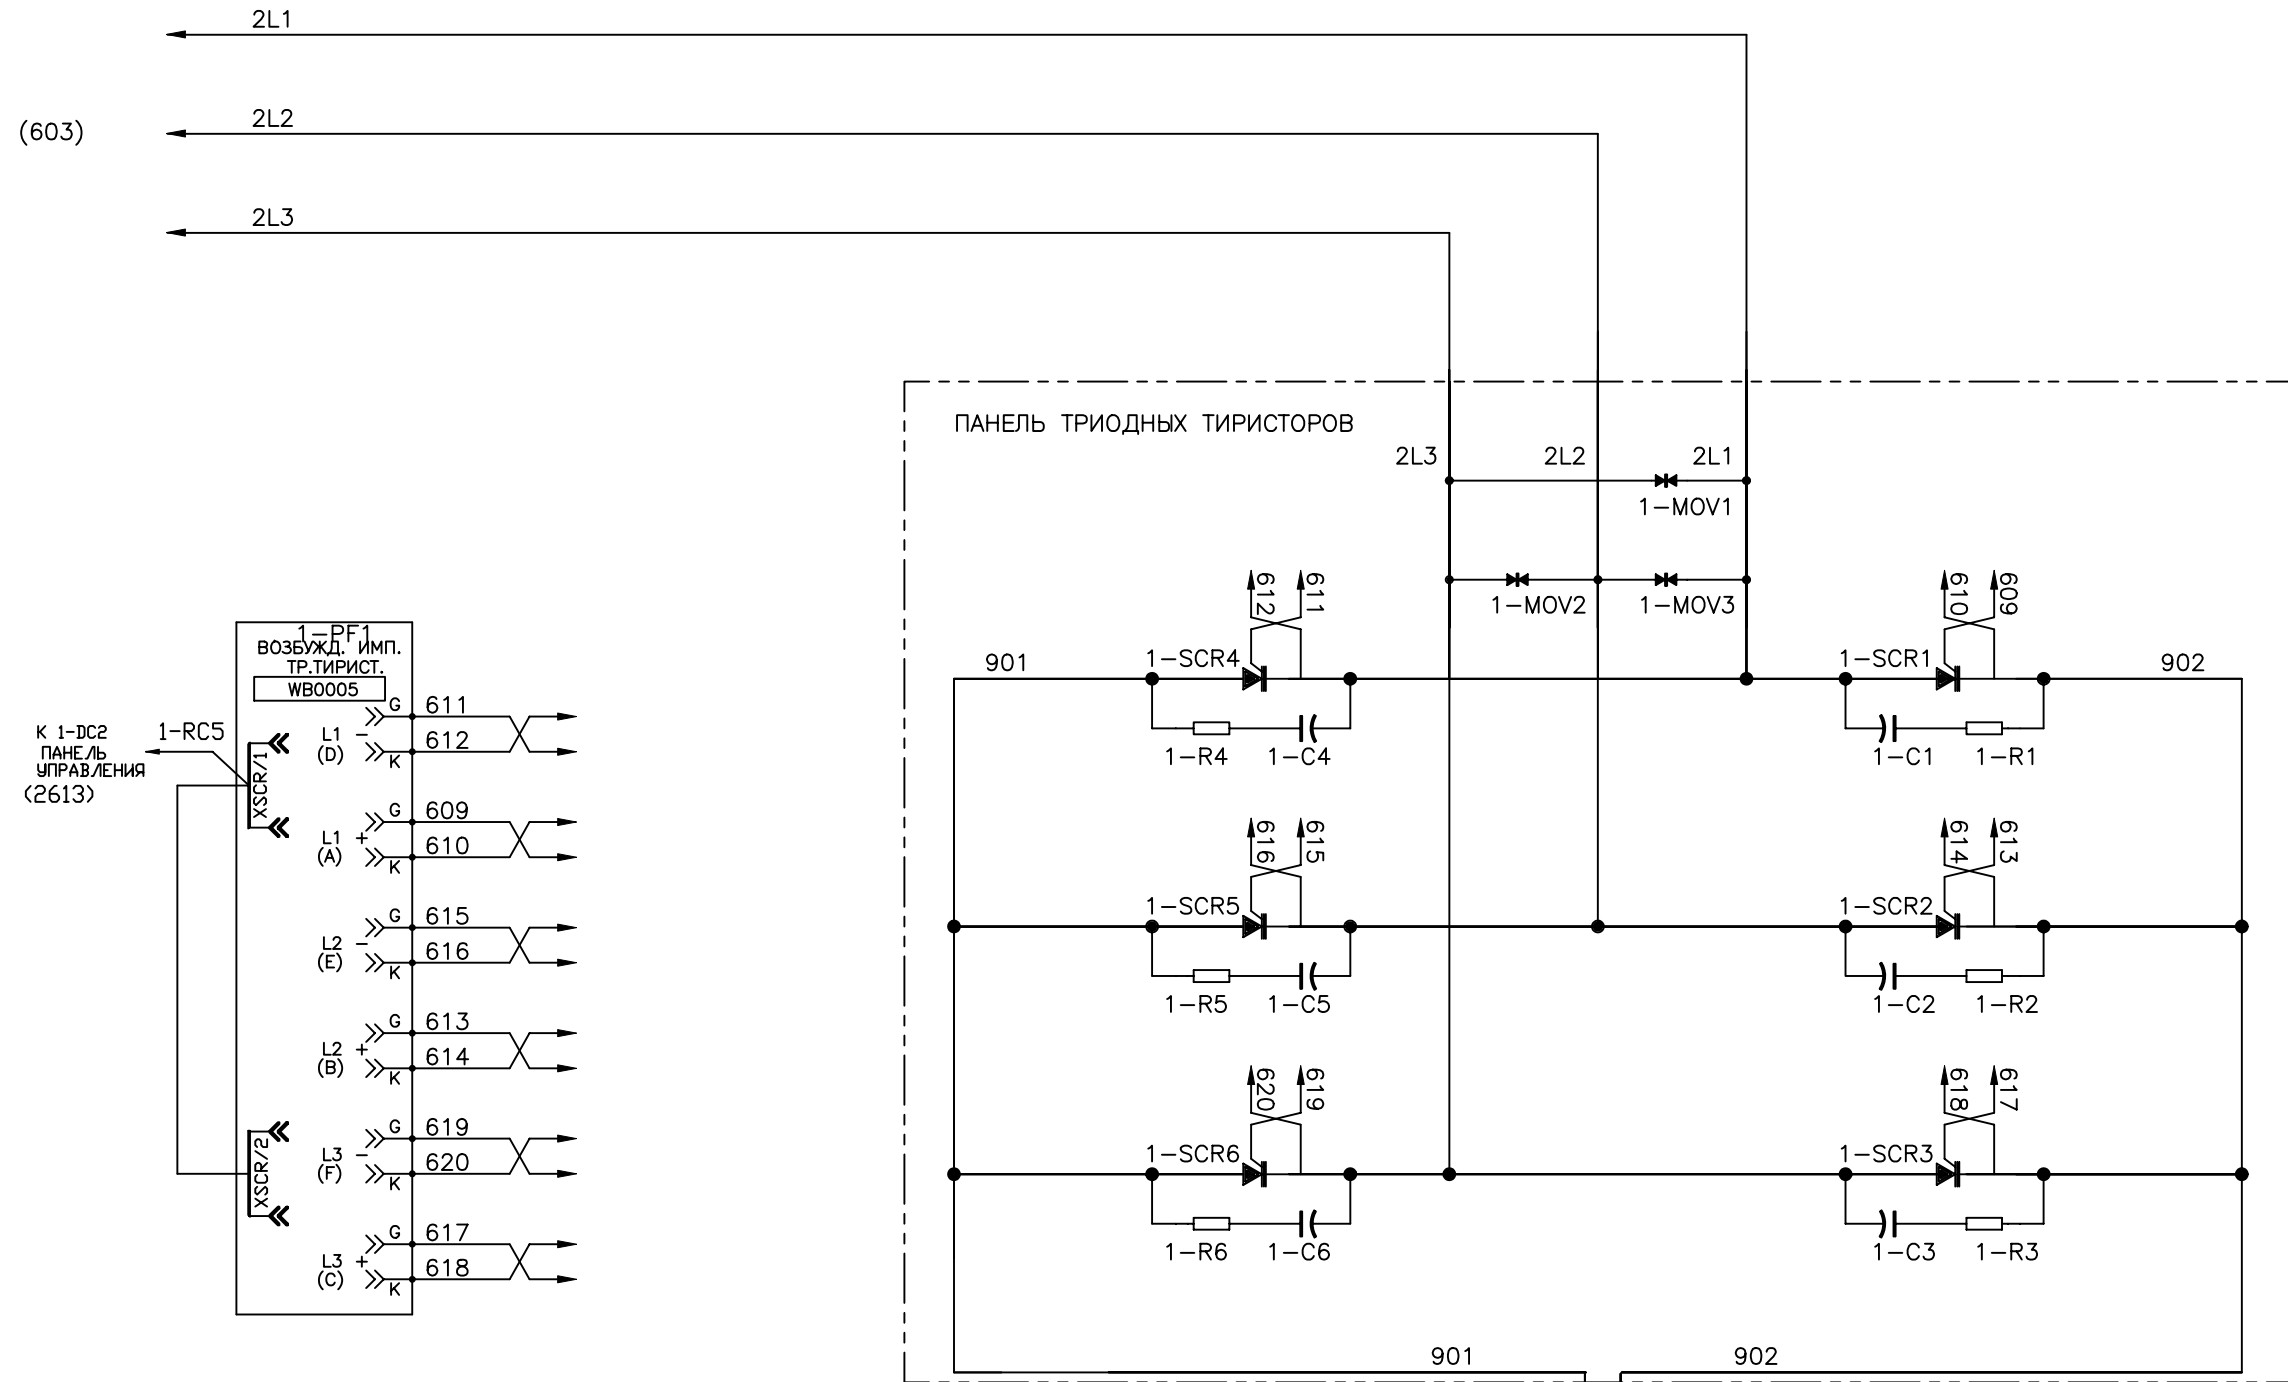 2L1
(603)
2L2
2L3
ПАНЕЛЬ ТРИОДНЫХ ТИРИСТОРОВ
2L3
2L2
2L1
1-MOV1
1-MOV2
1-MOV3
612
611
610
609
901
1-SCR4
1-SCR1
902
1-R4
1-C4
1-C1
1-R1
616
615
614
613
1-SCR5
1-SCR2
1-R5
1-C5
1-C2
1-R2
620
619
618
617
1-SCR6
1-SCR3
1-R6
1-C6
1-C3
1-R3
901
902
1-PF1
ВОЗБУЖД. ИМП.
ТР.ТИРИСТ.
WB0005
К 1-DC2
ПАНЕЛЬ
УПРАВЛЕНИЯ
(2613)
1-RC5
XSCR/1
XSCR/2
G 611
L1 -
(D)
K 612
G 609
L1 +
(A)
K 610
G 615
L2 -
(E)
K 616
G 613
L2 +
(B)
K 614
G 619
L3 -
(F)
K 620
G 617
L3 +
(C)
K 618